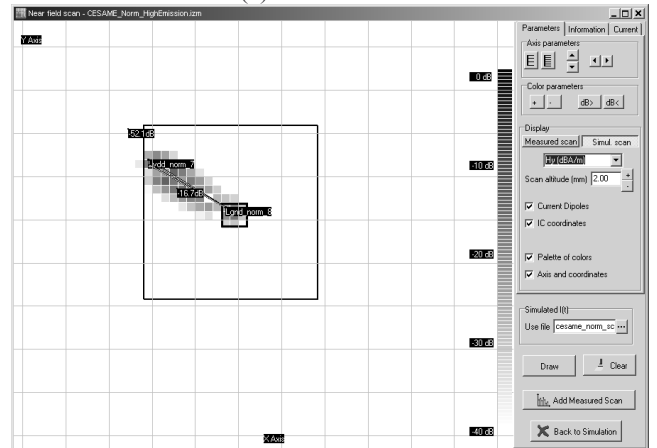 Near field scan - CESAME_Norm_HighEmission.izm
Y Axis
0 dB
-10 dB
-20 dB
-30 dB
-40 dB
-52.1dB
Lvdd_norm_7
-16.7dB
Lgnd_norm_8
X Axis
Parameters Information Current
Axis parameters
Color parameters
+ - dB> dB<
Display
Measured scan Simul. scan
Hy (dBA/m)
Scan altitude (mm) 2.00 + -
Current Dipoles
IC coordinates
Palette of colors
Axis and coordinates
Simulated I(t)
Use file cesame_norm_sc ...
Draw Clear
Add Measured Scan
Back to Simulation